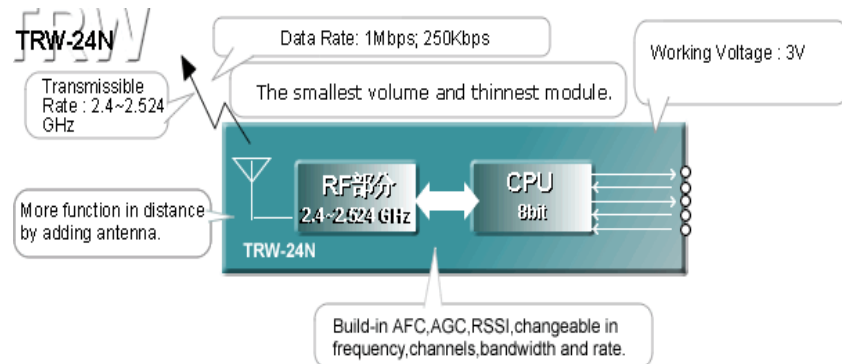 TRW
TRW-24N
Data Rate: 1Mbps; 250Kbps
Working Voltage : 3V
Transmissible
Rate : 2.4~2.524
GHz
The smallest volume and thinnest module.
RF部分
2.4~2.524 GHz
CPU
8bit
More function in distance
by adding antenna.
TRW-24N
Build-in AFC,AGC,RSSI,changeable in
frequency,channels,bandwidth and rate.